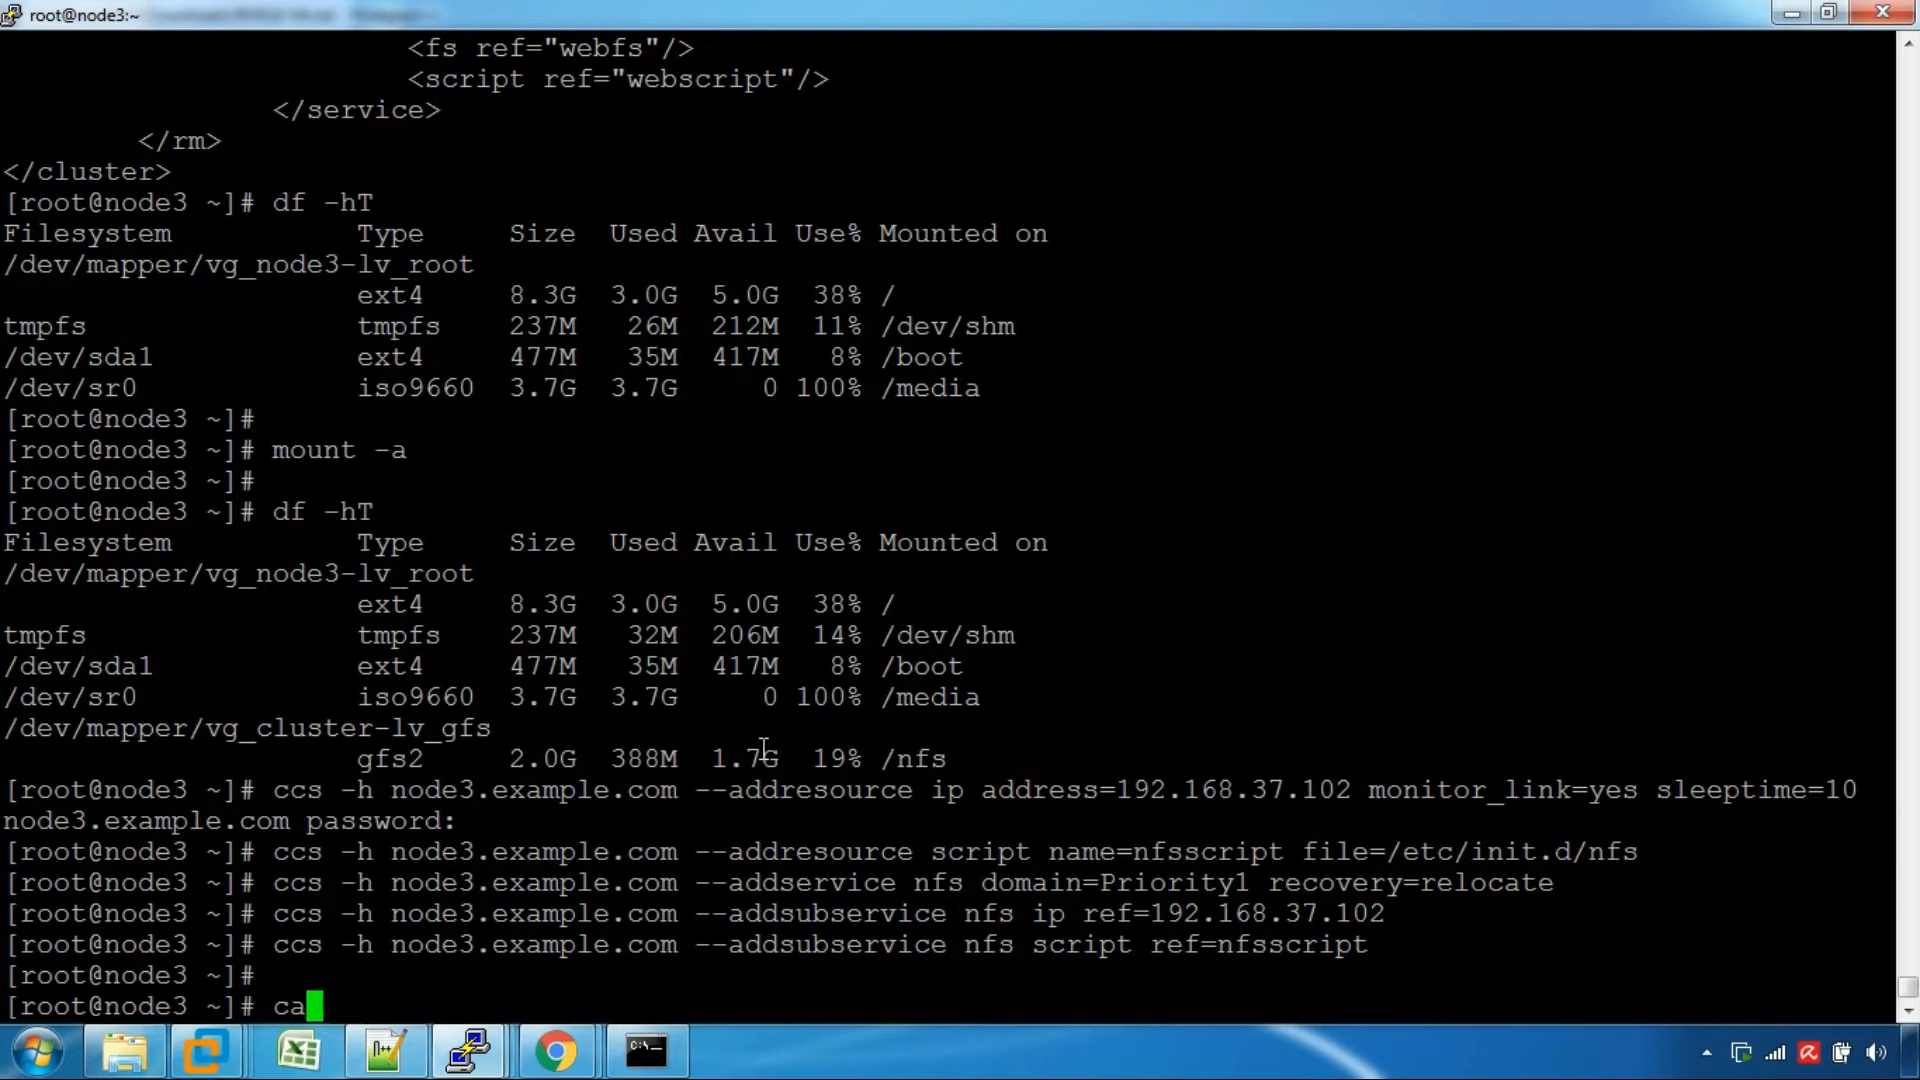 root@node3:~
<fs ref="webfs"/>
<script ref="webscript"/>
</service>
</rm>
</cluster>
[root@node3 ~]# df -hT
Filesystem Type Size Used Avail Use% Mounted on
/dev/mapper/vg_node3-lv_root
ext4 8.3G 3.0G 5.0G 38% /
tmpfs tmpfs 237M 26M 212M 11% /dev/shm
/dev/sda1 ext4 477M 35M 417M 8% /boot
/dev/sr0 iso9660 3.7G 3.7G 0 100% /media
[root@node3 ~]#
[root@node3 ~]# mount -a
[root@node3 ~]#
[root@node3 ~]# df -hT
Filesystem Type Size Used Avail Use% Mounted on
/dev/mapper/vg_node3-lv_root
ext4 8.3G 3.0G 5.0G 38% /
tmpfs tmpfs 237M 32M 206M 14% /dev/shm
/dev/sda1 ext4 477M 35M 417M 8% /boot
/dev/sr0 iso9660 3.7G 3.7G 0 100% /media
/dev/mapper/vg_cluster-lv_gfs
gfs2 2.0G 388M 1.7G 19% /nfs
[root@node3 ~]# ccs -h node3.example.com --addresource ip address=192.168.37.102 monitor_link=yes sleeptime=10
node3.example.com password:
[root@node3 ~]# ccs -h node3.example.com --addresource script name=nfsscript file=/etc/init.d/nfs
[root@node3 ~]# ccs -h node3.example.com --addservice nfs domain=Priority1 recovery=relocate
[root@node3 ~]# ccs -h node3.example.com --addsubservice nfs ip ref=192.168.37.102
[root@node3 ~]# ccs -h node3.example.com --addsubservice nfs script ref=nfsscript
[root@node3 ~]#
[root@node3 ~]# ca